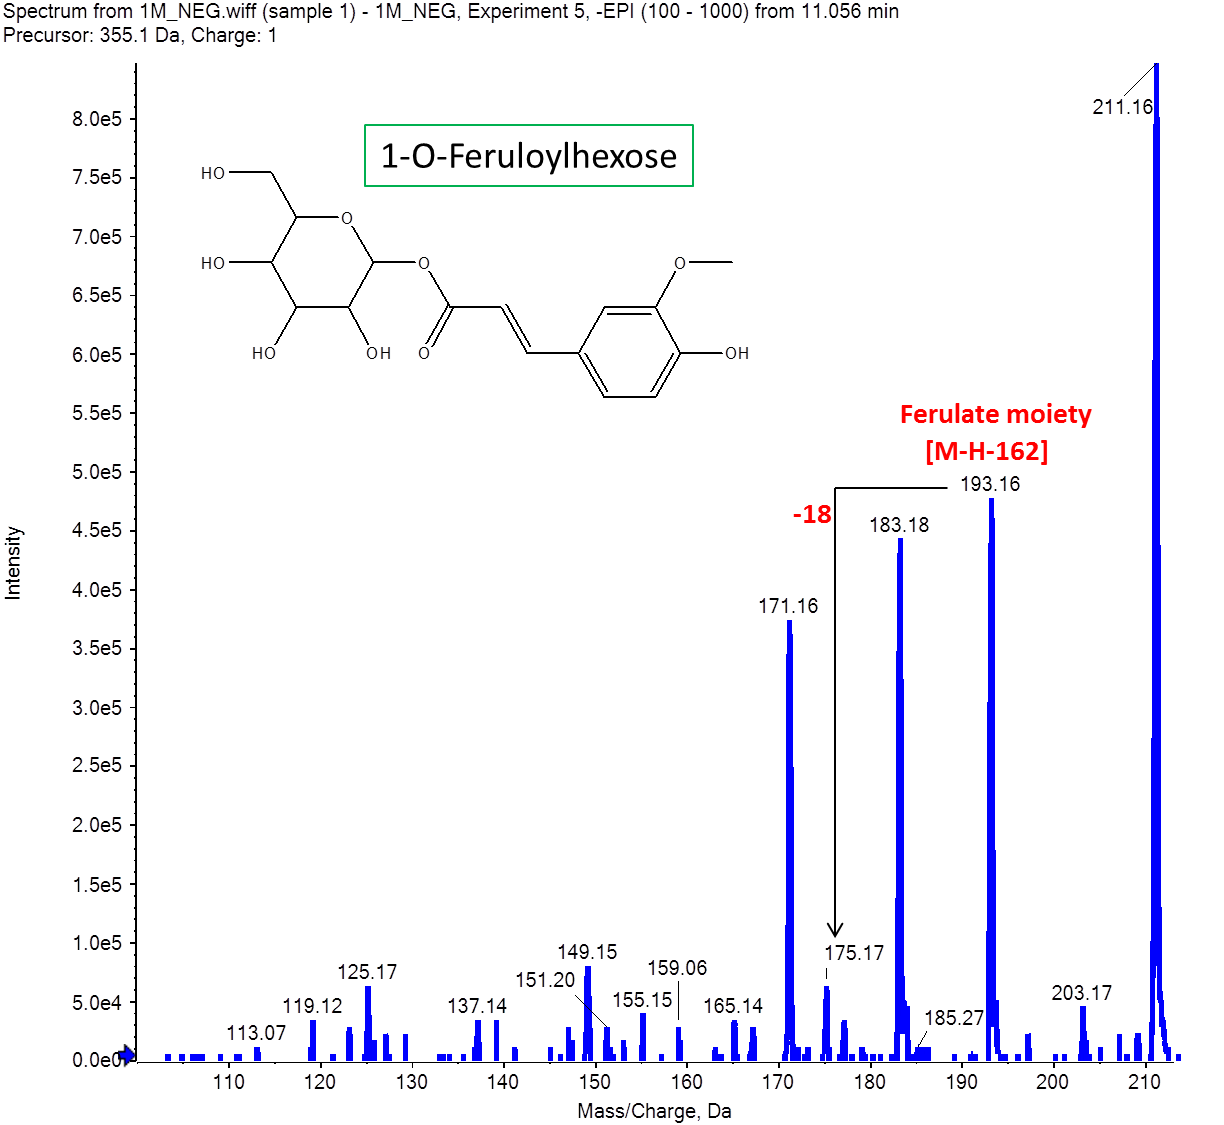 Spectrum from 1M_NEG.wiff (sample 1) - 1M_NEG, Experiment 5, -EPI (100 - 1000) from 11.056 min
Precursor: 355.1 Da, Charge: 1
211.16
8.0e5
1-O-Feruloylhexose
7.5e5
HO
O
7.0e5
HO
O
O
6.5e5
6.0e5
HO
OH
O
OH
5.5e5
Ferulate moiety
[M-H-162]
5.0e5
193.16
-18
183.18
4.5e5
Intensity
4.0e5
171.16
3.5e5
3.0e5
2.5e5
2.0e5
1.5e5
1.0e5
149.15
175.17
125.17
151.20
159.06
5.0e4
119.12
137.14
155.15
165.14
203.17
113.07
185.27
0.0e0
110 120 130 140 150 160 170 180 190 200 210
Mass/Charge, Da